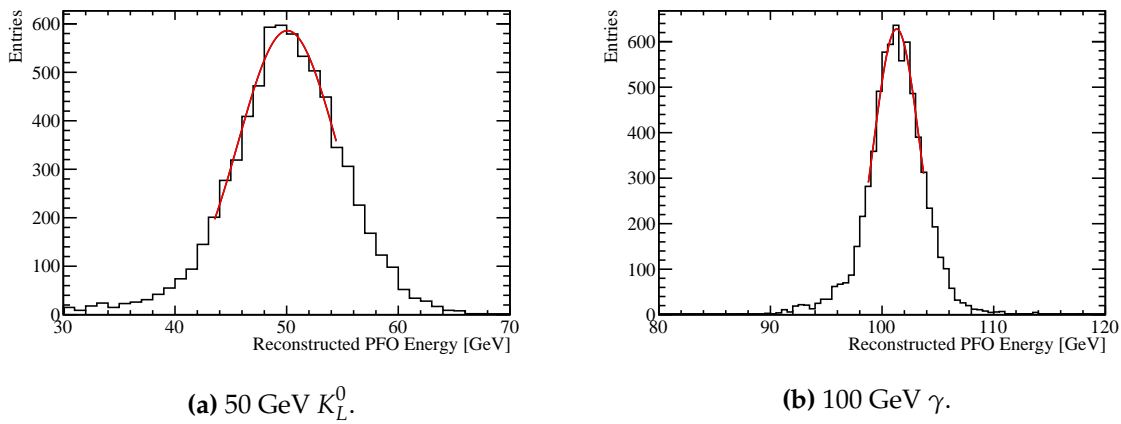 Entries
600
500
400
300
200
100
0
30 40 50 60 70
Reconstructed PFO Energy [GeV]
(a) 50 GeV K_L^0.
Entries
600
500
400
300
200
100
0
80 90 100 110 120
Reconstructed PFO Energy [GeV]
(b) 100 GeV γ.